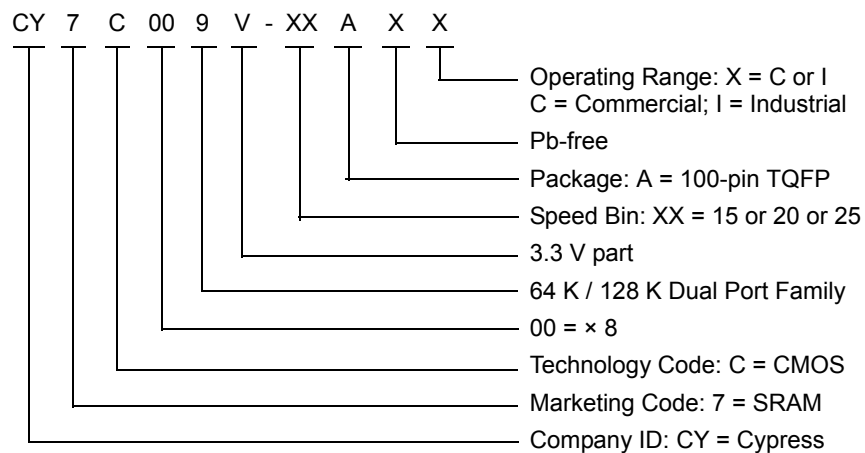 CY 7 C 00 9 V - XX A X X
Operating Range: X = C or I
C = Commercial; I = Industrial
Pb-free
Package: A = 100-pin TQFP
Speed Bin: XX = 15 or 20 or 25
3.3 V part
64 K / 128 K Dual Port Family
00 = × 8
Technology Code: C = CMOS
Marketing Code: 7 = SRAM
Company ID: CY = Cypress